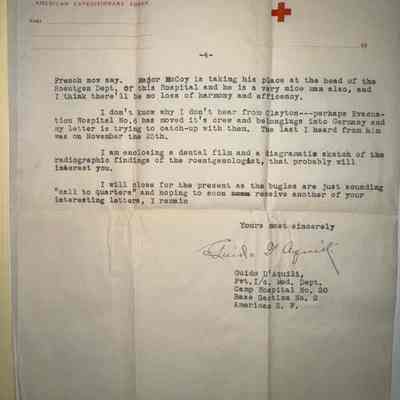 AMERICAN EXPEDITIONARY FORCE
19
-4-
French mow say. Major McCoy is taking his place at the head of the
Roentgen Dept. of this Hospital and he is a very nice man also, and
I think there'll be no loss of harmony and efficency.
I don't know why I don't hear from Clayton---perhaps Evacua-
tion Hospital No.6 has moved it's crew and belongings into Germany and
my letter is trying to catch-up with them. The last I heard from him
was on November the 25th.
I am enclosing a dental film and a diagramatic sketch of the
radiographic findings of the roentgenologist, that probably will
interest you.
I will close for the present as the bugles are just sounding
"call to quarters" and hoping to soon receive another of your
interesting letters, I remain
Yours most sincerely
Guido D'Aquili
Guido D'Aquili,
Pvt.1/c. Med. Dept.
Camp Hospital No. 20
Base Section No. 2
American E. F.